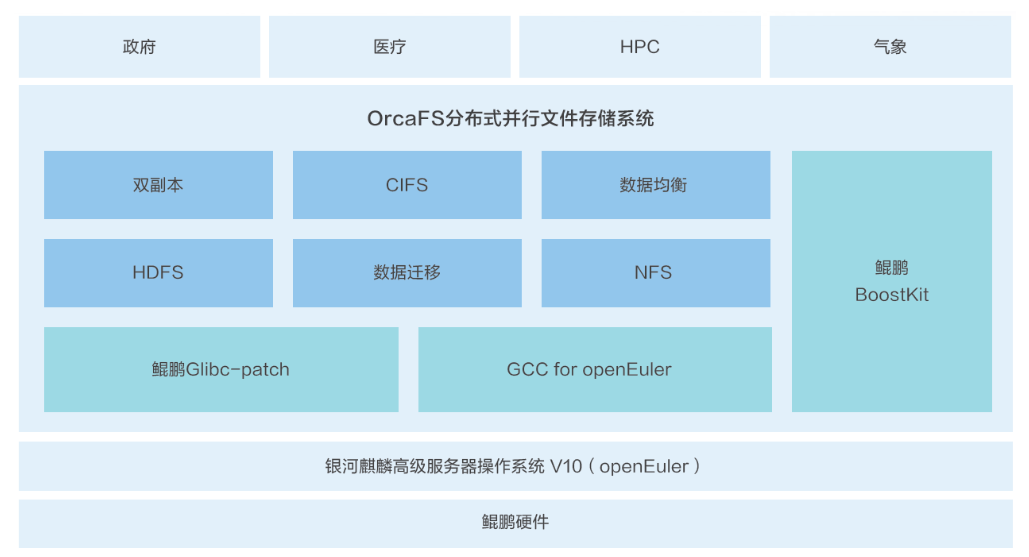 政府
医疗
HPC
气象
OrcaFS分布式并行文件存储系统
双副本
CIFS
数据均衡
HDFS
数据迁移
NFS
鲲鹏
BoostKit
鲲鹏Glibc-patch
GCC for openEuler
银河麒麟高级服务器操作系统 V10（openEuler）
鲲鹏硬件